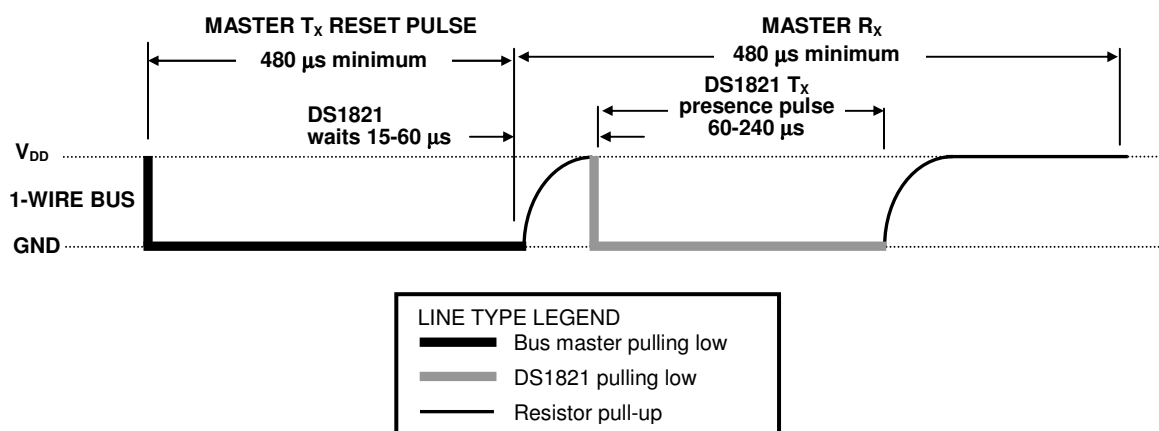 MASTER TX RESET PULSE
480 μs minimum
MASTER RX
480 μs minimum
DS1821 TX
presence pulse
60-240 μs
DS1821
waits 15-60 μs
VDD
1-WIRE BUS
GND
LINE TYPE LEGEND
Bus master pulling low
DS1821 pulling low
Resistor pull-up